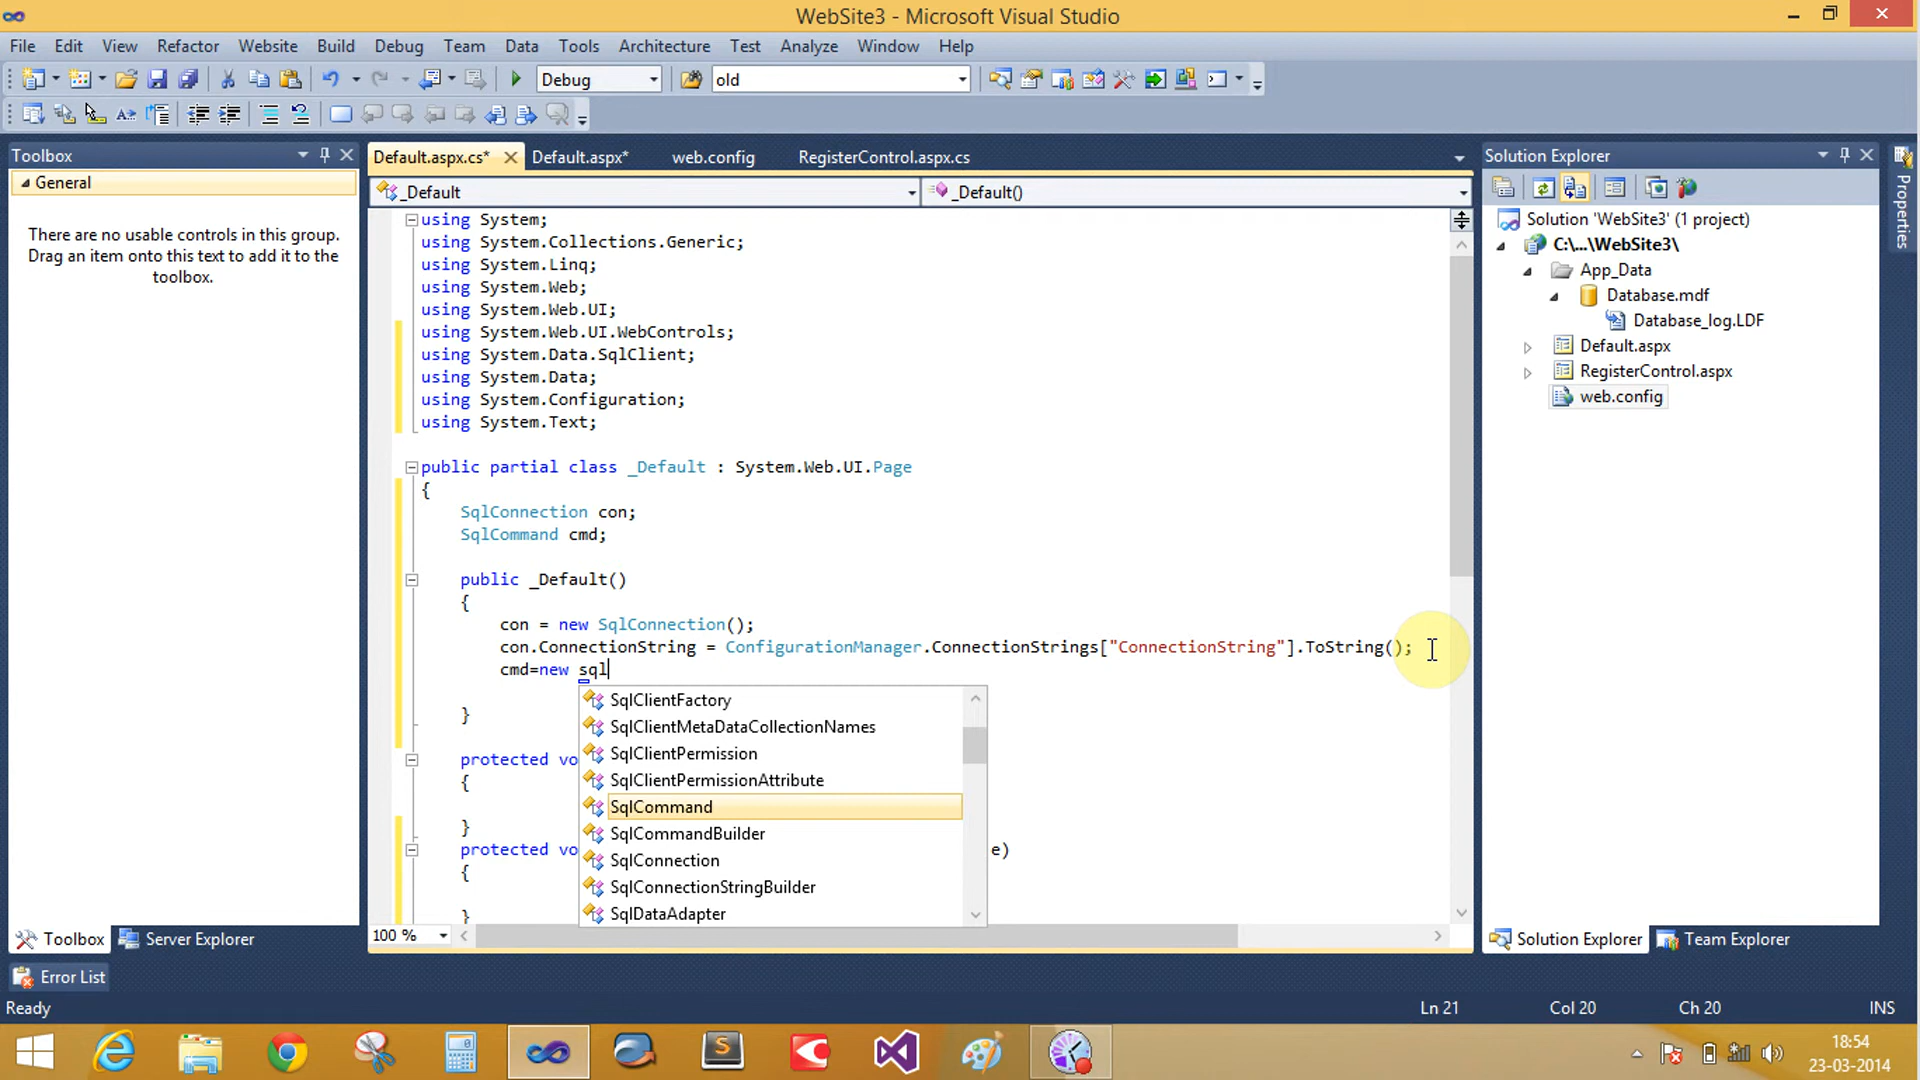 WebSite3 - Microsoft Visual Studio
File Edit View Refactor Website Build Debug Team Data Tools Architecture Test Analyze Window Help
Debug old
Toolbox
General
There are no usable controls in this group.
Drag an item onto this text to add it to the
toolbox.
Default.aspx.cs* Default.aspx* web.config RegisterControl.aspx.cs
_Default _Default()
using System;
using System.Collections.Generic;
using System.Linq;
using System.Web;
using System.Web.UI;
using System.Web.UI.WebControls;
using System.Data.SqlClient;
using System.Data;
using System.Configuration;
using System.Text;
public partial class _Default : System.Web.UI.Page
{
SqlConnection con;
SqlCommand cmd;
public _Default()
{
con = new SqlConnection();
con.ConnectionString = ConfigurationManager.ConnectionStrings["ConnectionString"].ToString();
cmd=new sql
}
protected vo
{
}
protected vo e)
{
}
SqlClientFactory
SqlClientMetaDataCollectionNames
SqlClientPermission
SqlClientPermissionAttribute
SqlCommand
SqlCommandBuilder
SqlConnection
SqlConnectionStringBuilder
SqlDataAdapter
100 %
Solution Explorer
Solution 'WebSite3' (1 project)
C:\...\WebSite3\
App_Data
Database.mdf
Database_log.LDF
Default.aspx
RegisterControl.aspx
web.config
Properties
Toolbox Server Explorer
Solution Explorer Team Explorer
Error List
Ready Ln 21 Col 20 Ch 20 INS
18:54
23-03-2014